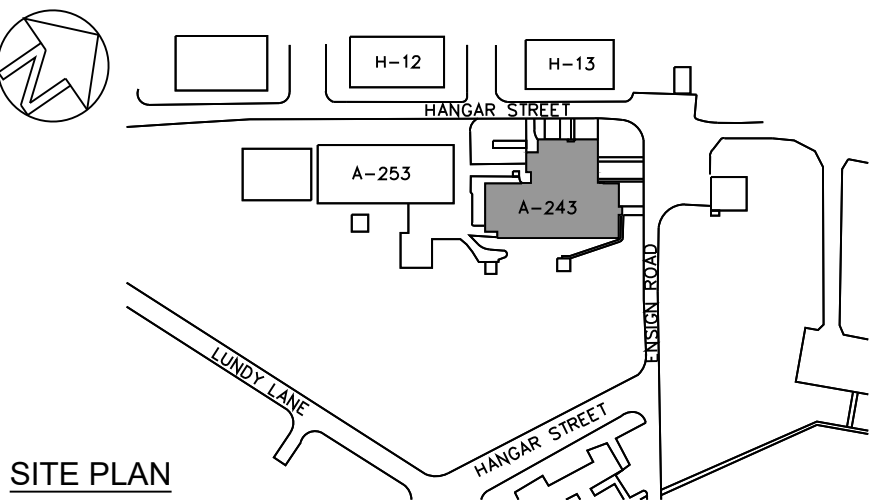 N
H-12
H-13
HANGAR STREET
A-253
A-243
ENSIGN ROAD
LUNDY LANE
HANGAR STREET
SITE PLAN